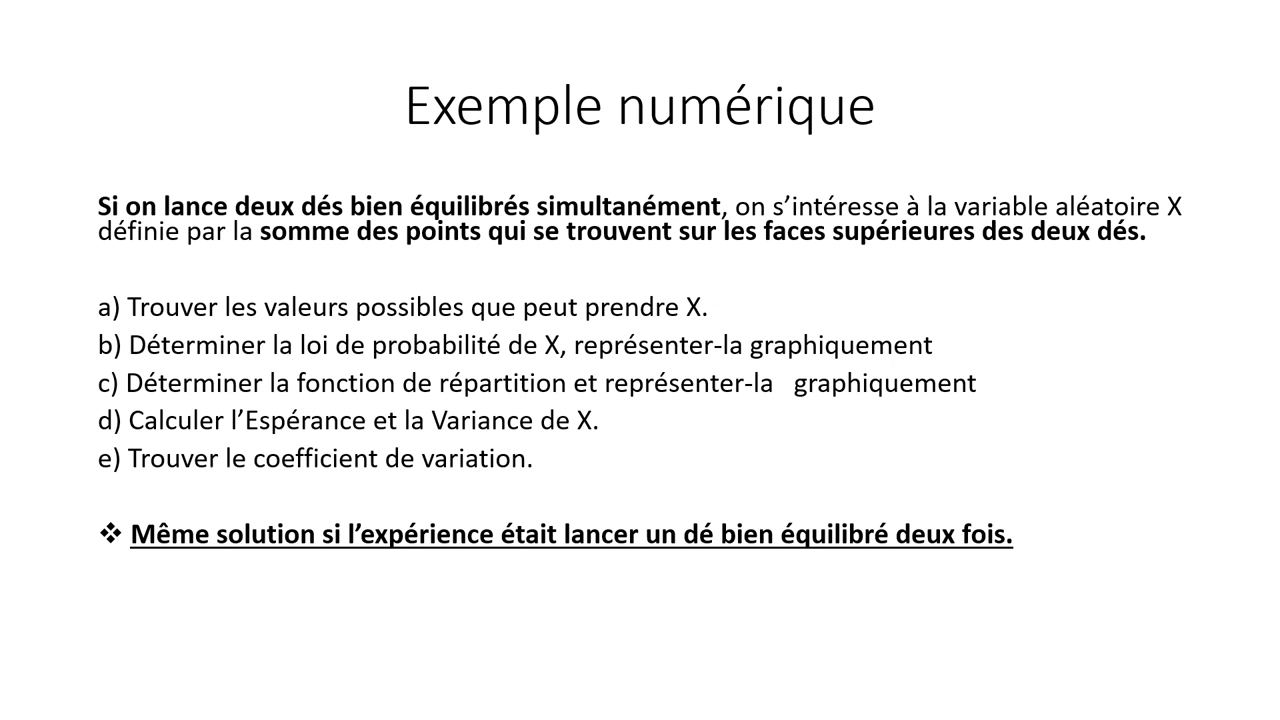 Exemple numérique
Si on lance deux dés bien équilibrés simultanément, on s’intéresse à la variable aléatoire X
définie par la somme des points qui se trouvent sur les faces supérieures des deux dés.
a) Trouver les valeurs possibles que peut prendre X.
b) Déterminer la loi de probabilité de X, représenter-la graphiquement
c) Déterminer la fonction de répartition et représenter-la   graphiquement
d) Calculer l’Espérance et la Variance de X.
e) Trouver le coefficient de variation.
❖ Même solution si l’expérience était lancer un dé bien équilibré deux fois.